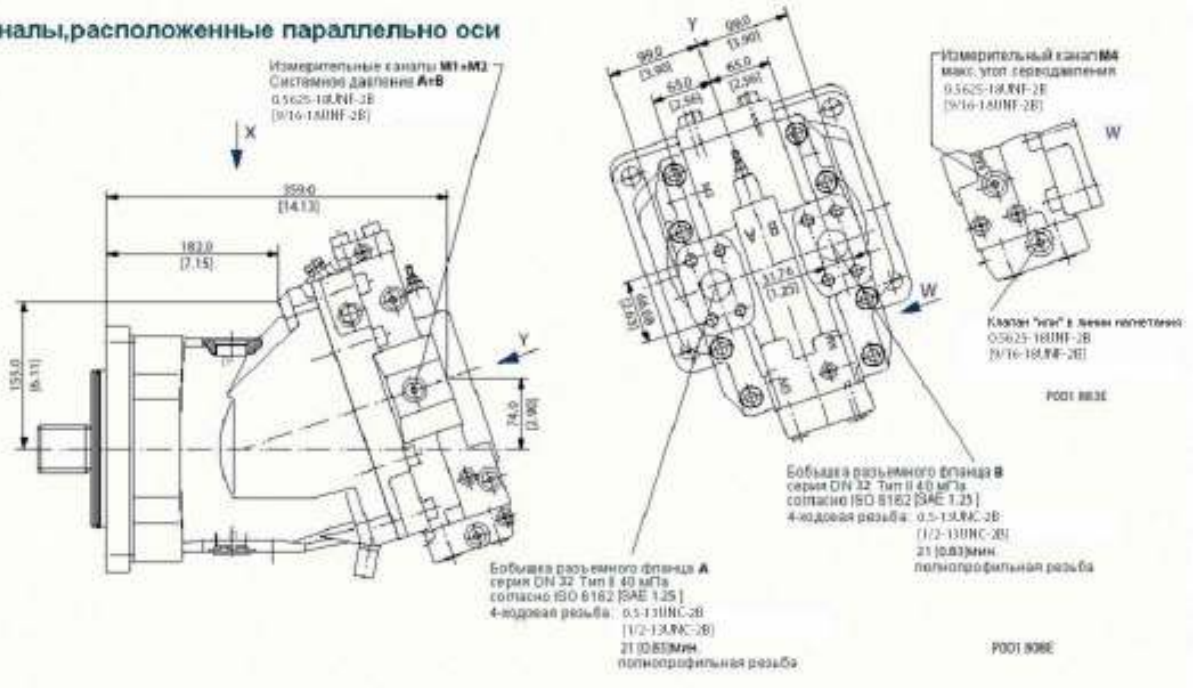 налы,расположенные параллельно оси
Измерительные каналы M1+M2
Системное давление A+B
0.5625-18UNF-2B
[9/16-18UNF-2B]
X
359.0
[14.13]
182.0
[7.15]
155.0
[6.11]
Y
74.0
[2.90]
Y
99.0
[3.90]
99.0
[3.90]
65.0
[2,56]
65.0
[2,56]
A
B
31.76
[1.25]
66.68
[2.63]
W
Измерительный канал M4
макс. угол серводавления
0.5625-18UNF-2B
[9/16-18UNF-2B]
W
Клапан "или" в линии нагнетания
0.5625-18UNF-2B
[9/16-18UNF-2B]
P001 883E
Бобышка разъемного фланца B
серия DN 32 Тип II 40 мПа
согласно ISO 6162 [SAE 1.25]
4-ходовая резьба: 0.5-13UNC-2B
[1/2-13UNC-2B]
21 [0.83]мин.
полнопрофильная резьба
Бобышка разъемного фланца A
серия DN 32 Тип II 40 мПа
согласно ISO 6162 [SAE 1.25]
4-ходовая резьба: 0.5-13UNC-2B
[1/2-13UNC-2B]
21 [0.83]мин.
полнопрофильная резьба
P001 808E